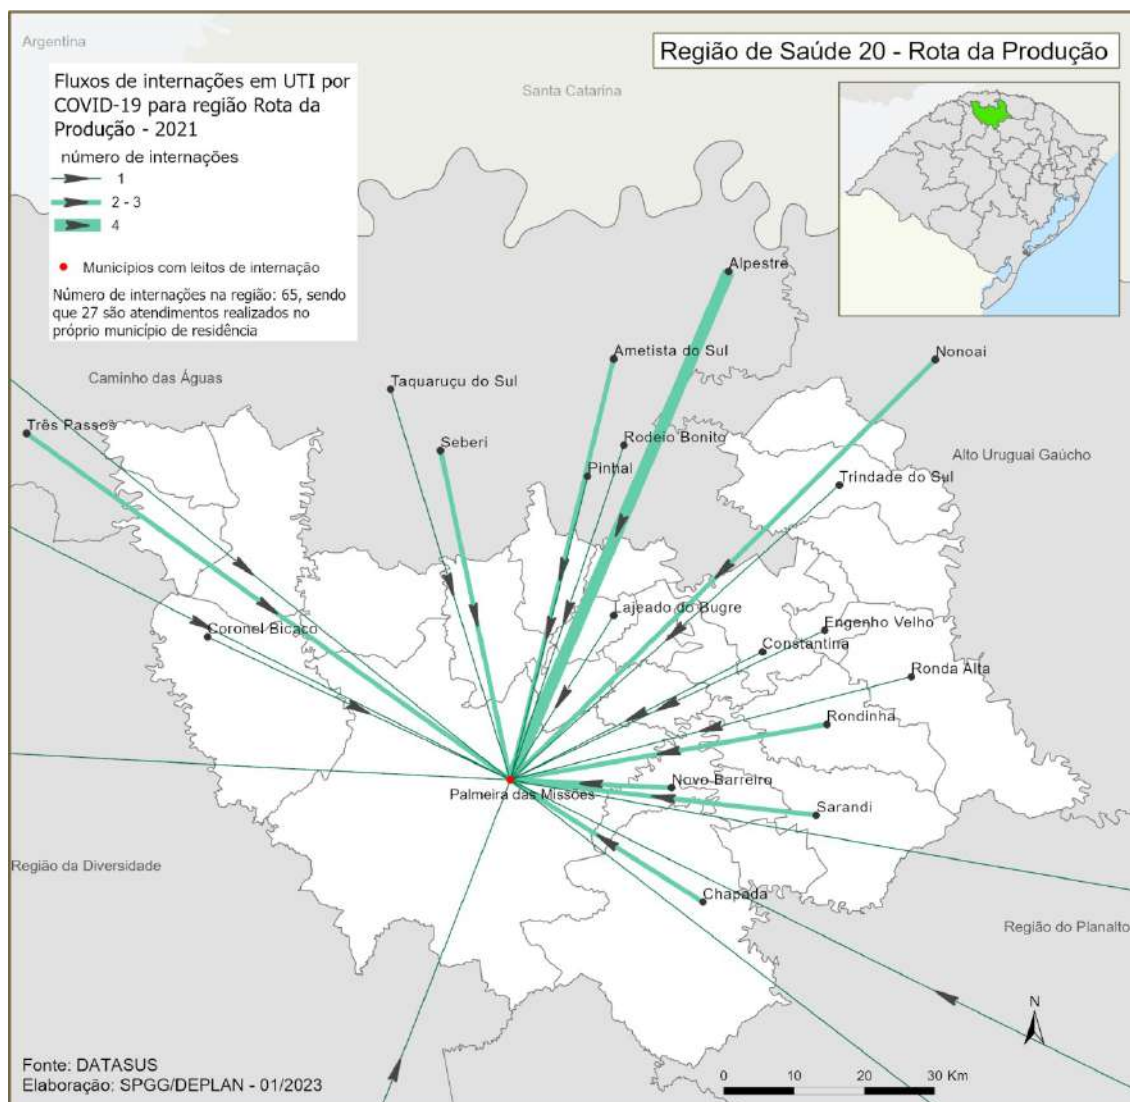 Argentina
Santa Catarina
Região de Saúde 20 - Rota da Produção
Fluxos de internações em UTI por
COVID-19 para região Rota da
Produção - 2021
número de internações
1
2 - 3
4
Municípios com leitos de internação
Número de internações na região: 65, sendo
que 27 são atendimentos realizados no
próprio município de residência
Alpestre
Ametista do Sul
Nonoai
Caminho das Águas
Taquaruçu do Sul
Três Passos
Seberi
Rodeio Bonito
Alto Uruguai Gaúcho
Pinhal
Trindade do Sul
Lajeado do Bugre
Coronel Bicaco
Engenho Velho
Constantina
Ronda Alta
Rondinha
Novo Barreiro
Palmeira das Missões
Sarandi
Região da Diversidade
Chapada
Região do Planalto
N
Fonte: DATASUS
Elaboração: SPGG/DEPLAN - 01/2023
0 10 20 30 Km